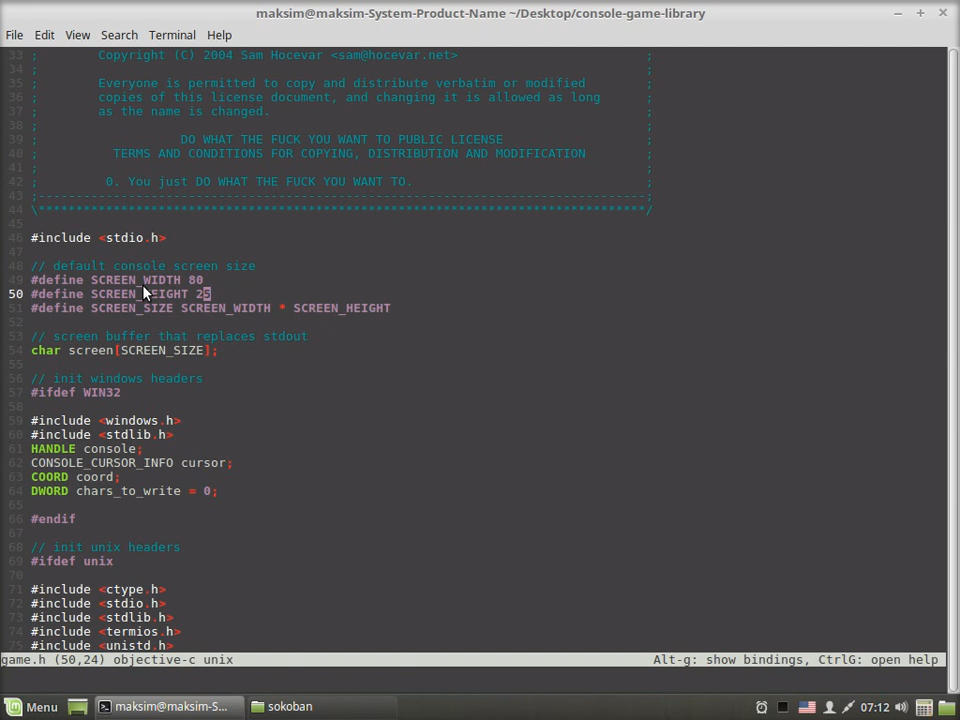 maksim@maksim-System-Product-Name ~/Desktop/console-game-library
File Edit View Search Terminal Help
33 ; Copyright (C) 2004 Sam Hocevar <sam@hocevar.net> ;
34 ; ;
35 ; Everyone is permitted to copy and distribute verbatim or modified ;
36 ; copies of this license document, and changing it is allowed as long ;
37 ; as the name is changed. ;
38 ; ;
39 ; DO WHAT THE FUCK YOU WANT TO PUBLIC LICENSE ;
40 ; TERMS AND CONDITIONS FOR COPYING, DISTRIBUTION AND MODIFICATION ;
41 ; ;
42 ; 0. You just DO WHAT THE FUCK YOU WANT TO. ;
43 ;---------------------------------------------------------------------------------;
44 \*********************************************************************************/
45
46 #include <stdio.h>
47
48 // default console screen size
49 #define SCREEN_WIDTH 80
50 #define SCREEN_HEIGHT 25
51 #define SCREEN_SIZE SCREEN_WIDTH * SCREEN_HEIGHT
52
53 // screen buffer that replaces stdout
54 char screen[SCREEN_SIZE];
55
56 // init windows headers
57 #ifdef WIN32
58
59 #include <windows.h>
60 #include <stdlib.h>
61 HANDLE console;
62 CONSOLE_CURSOR_INFO cursor;
63 COORD coord;
64 DWORD chars_to_write = 0;
65
66 #endif
67
68 // init unix headers
69 #ifdef unix
70
71 #include <ctype.h>
72 #include <stdio.h>
73 #include <stdlib.h>
74 #include <termios.h>
75 #include <unistd.h>
game.h (50,24) objective-c unix Alt-g: show bindings, CtrlG: open help
Menu maksim@maksim-S... sokoban 07:12